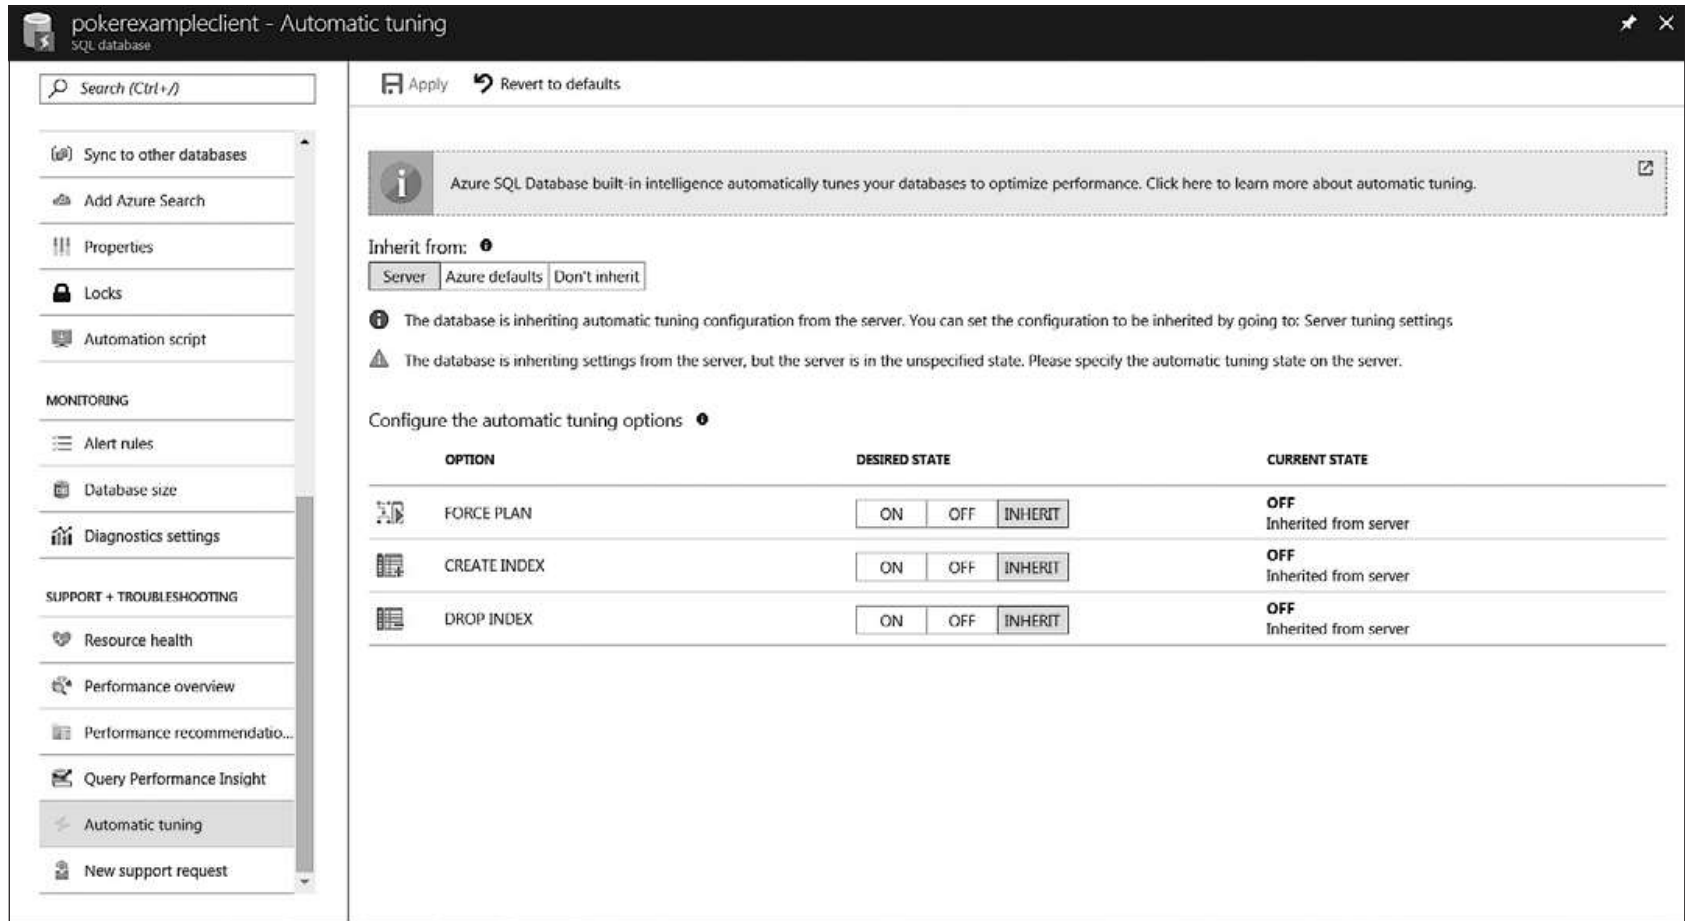 pokerexampleclient - Automatic tuning
SQL database
Search (Ctrl+/)
Sync to other databases
Add Azure Search
Properties
Locks
Automation script
MONITORING
Alert rules
Database size
Diagnostics settings
SUPPORT + TROUBLESHOOTING
Resource health
Performance overview
Performance recommendatio...
Query Performance Insight
Automatic tuning
New support request
Apply Revert to defaults
Azure SQL Database built-in intelligence automatically tunes your databases to optimize performance. Click here to learn more about automatic tuning.
Inherit from:
Server Azure defaults Don't inherit
The database is inheriting automatic tuning configuration from the server. You can set the configuration to be inherited by going to: Server tuning settings
The database is inheriting settings from the server, but the server is in the unspecified state. Please specify the automatic tuning state on the server.
Configure the automatic tuning options
OPTION DESIRED STATE CURRENT STATE
FORCE PLAN ON OFF INHERIT OFF
Inherited from server
CREATE INDEX ON OFF INHERIT OFF
Inherited from server
DROP INDEX ON OFF INHERIT OFF
Inherited from server